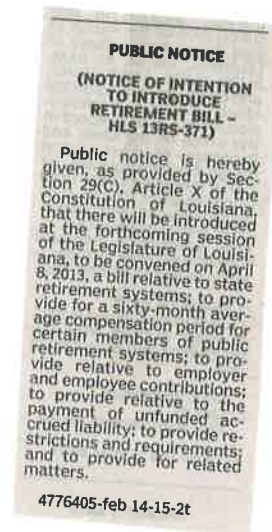 PUBLIC NOTICE
(NOTICE OF INTENTION
TO INTRODUCE
RETIREMENT BILL –
HLS 13RS-371)
Public notice is hereby
given, as provided by Sec-
tion 29(C), Article X of the
Constitution of Louisiana,
that there will be introduced
at the forthcoming session
of the Legislature of Louisi-
ana, to be convened on April
8, 2013, a bill relative to state
retirement systems; to pro-
vide for a sixty-month aver-
age compensation period for
certain members of public
retirement systems; to pro-
vide relative to employer
and employee contributions;
to provide relative to the
payment of unfunded ac-
crued liability; to provide re-
strictions and requirements;
and to provide for related
matters.
4776405-feb 14-15-2t